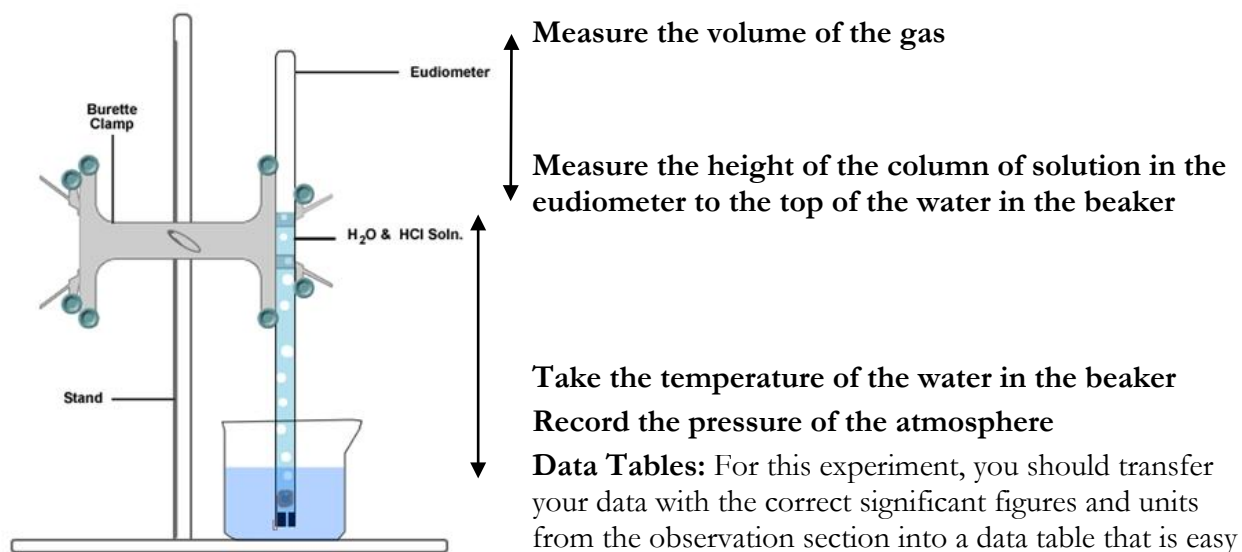 Measure the volume of the gas
Eudiometer
Burette
Clamp
Measure the height of the column of solution in the
eudiometer to the top of the water in the beaker
H₂O & HCl Soln.
Take the temperature of the water in the beaker
Stand
Record the pressure of the atmosphere
Data Tables: For this experiment, you should transfer
your data with the correct significant figures and units
from the observation section into a data table that is easy